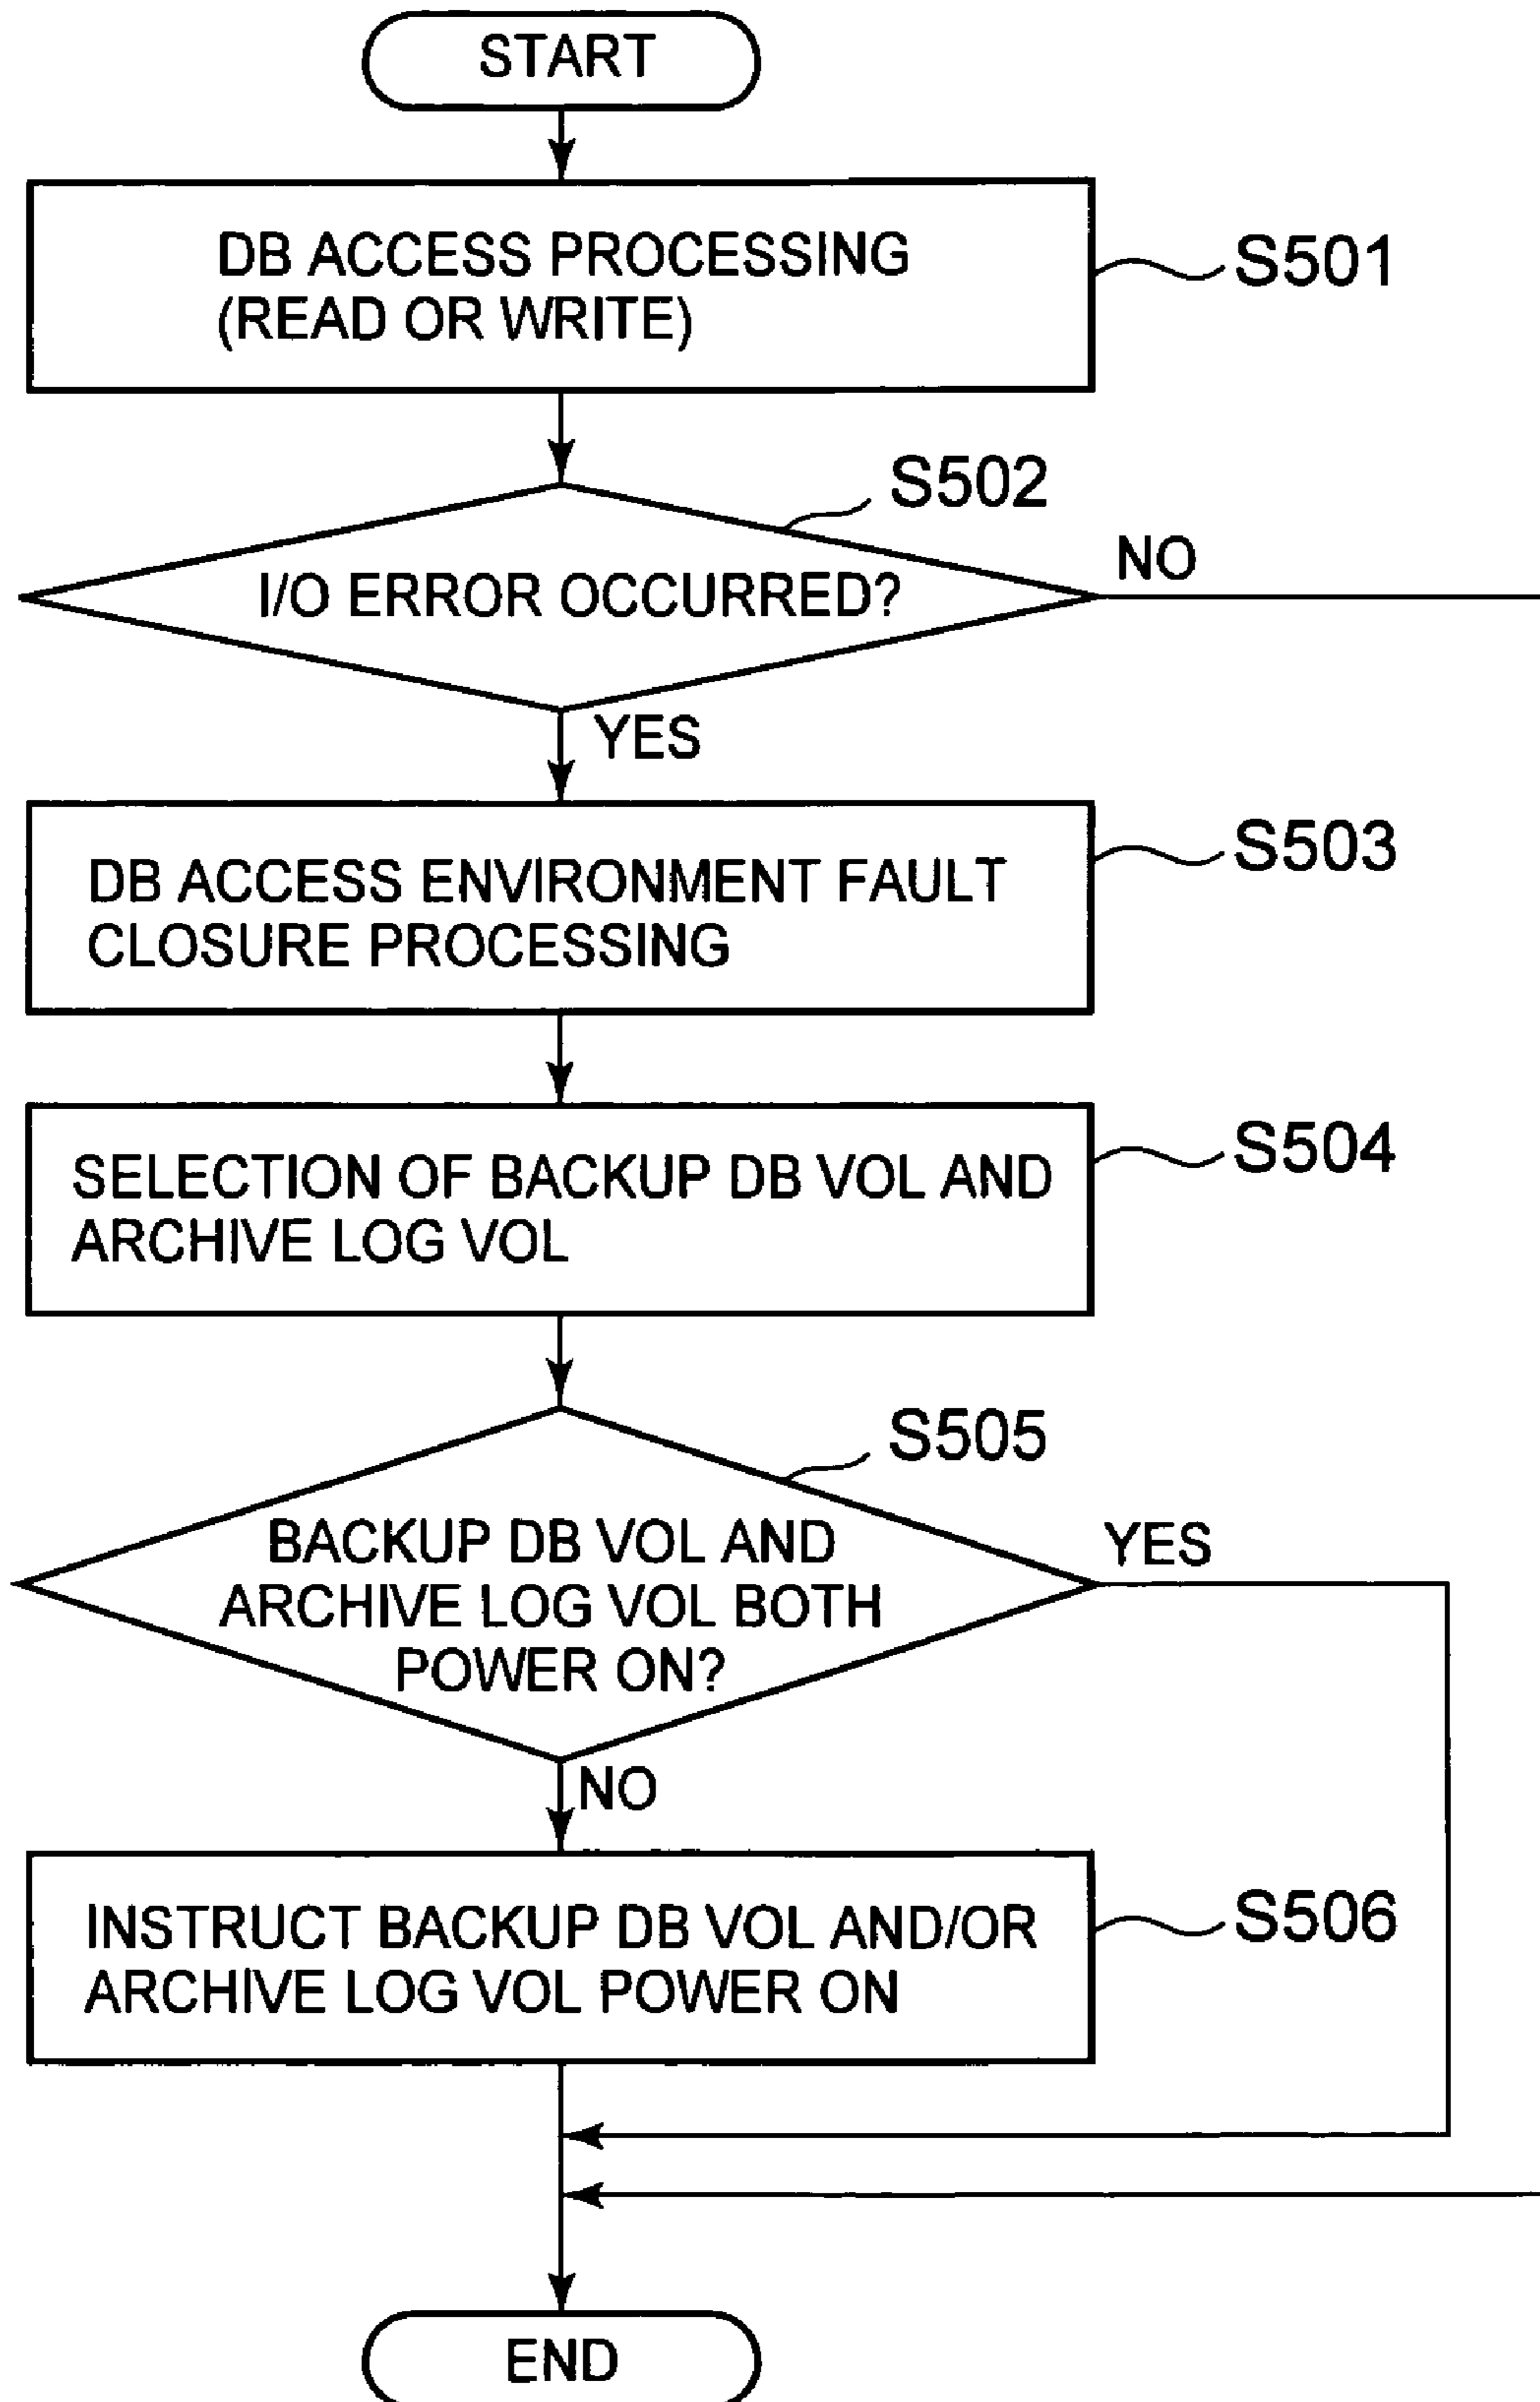 START
DB ACCESS PROCESSING
(READ OR WRITE)
S501
S502
I/O ERROR OCCURRED?
NO
YES
DB ACCESS ENVIRONMENT FAULT
CLOSURE PROCESSING
S503
SELECTION OF BACKUP DB VOL AND
ARCHIVE LOG VOL
S504
S505
BACKUP DB VOL AND
ARCHIVE LOG VOL BOTH
POWER ON?
YES
NO
INSTRUCT BACKUP DB VOL AND/OR
ARCHIVE LOG VOL POWER ON
S506
END